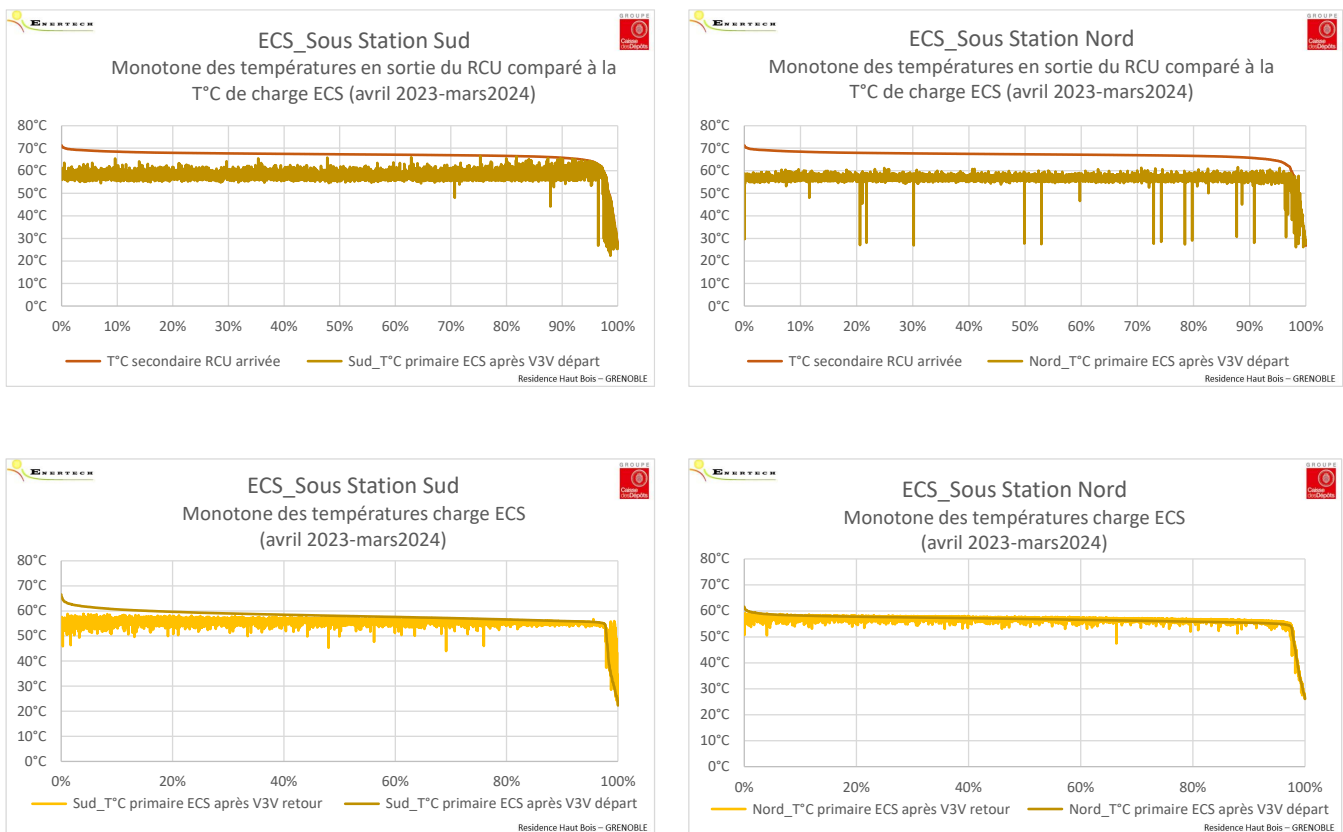 ENERTECH
GROUPE
Caisse
des Dépôts
ECS_Sous Station Sud
Monotone des températures en sortie du RCU comparé à la
T°C de charge ECS (avril 2023-mars2024)
80°C
70°C
60°C
50°C
40°C
30°C
20°C
10°C
0°C
0% 10% 20% 30% 40% 50% 60% 70% 80% 90% 100%
T°C secondaire RCU arrivée Sud_T°C primaire ECS après V3V départ
Residence Haut Bois – GRENOBLE
ENERTECH
GROUPE
Caisse
des Dépôts
ECS_Sous Station Nord
Monotone des températures en sortie du RCU comparé à la
T°C de charge ECS (avril 2023-mars2024)
80°C
70°C
60°C
50°C
40°C
30°C
20°C
10°C
0°C
0% 10% 20% 30% 40% 50% 60% 70% 80% 90% 100%
T°C secondaire RCU arrivée Nord_T°C primaire ECS après V3V départ
Residence Haut Bois – GRENOBLE
ENERTECH
GROUPE
Caisse
des Dépôts
ECS_Sous Station Sud
Monotone des températures charge ECS
(avril 2023-mars2024)
80°C
70°C
60°C
50°C
40°C
30°C
20°C
10°C
0°C
0% 20% 40% 60% 80% 100%
Sud_T°C primaire ECS après V3V retour Sud_T°C primaire ECS après V3V départ
Residence Haut Bois – GRENOBLE
ENERTECH
GROUPE
Caisse
des Dépôts
ECS_Sous Station Nord
Monotone des températures charge ECS
(avril 2023-mars2024)
80°C
70°C
60°C
50°C
40°C
30°C
20°C
10°C
0°C
0% 20% 40% 60% 80% 100%
Nord_T°C primaire ECS après V3V retour Nord_T°C primaire ECS après V3V départ
Residence Haut Bois – GRENOBLE